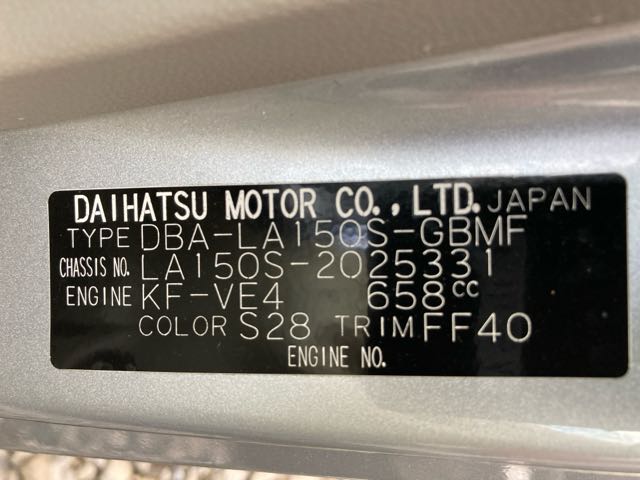 DAIHATSU MOTOR CO.,LTD. JAPAN
TYPE DBA-LA150S-GBMF
CHASSIS NO. LA150S-2025331
ENGINE KF-VE4 658cc
COLOR S28 TRIM FF40
ENGINE NO.